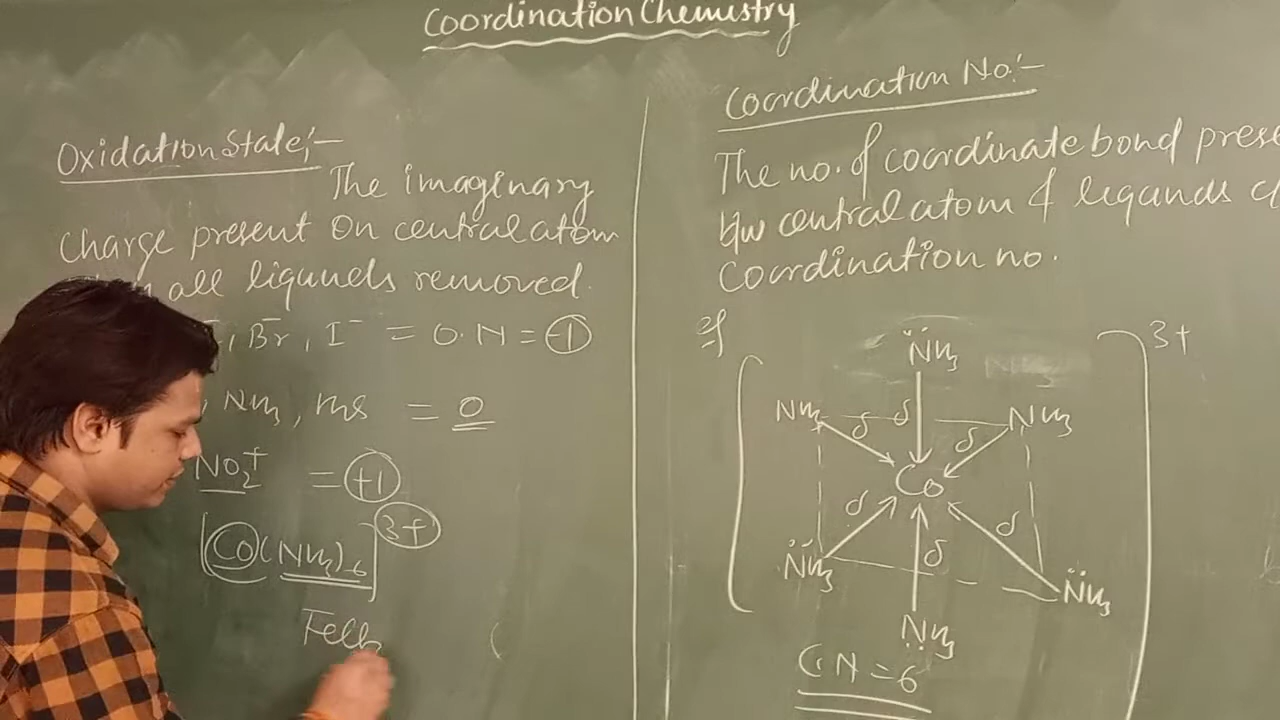 Coordination Chemistry
Oxidation State:-
The imaginary
Charge present on central atom
all ligands removed.
, Br⁻, I⁻ = O.N = -1
, NH₃, = 0
NO₂⁺ = +1
[Co(NH₃)₆]³⁺
Coordination No:-
The no. of coordinate bond prese
b/w central atom & ligands
Coordination no.
eg
[ ]³⁺
NH₃
NH₃ NH₃
σ σ σ
Co
σ σ σ
NH₃ NH₃
NH₃
C.N = 6